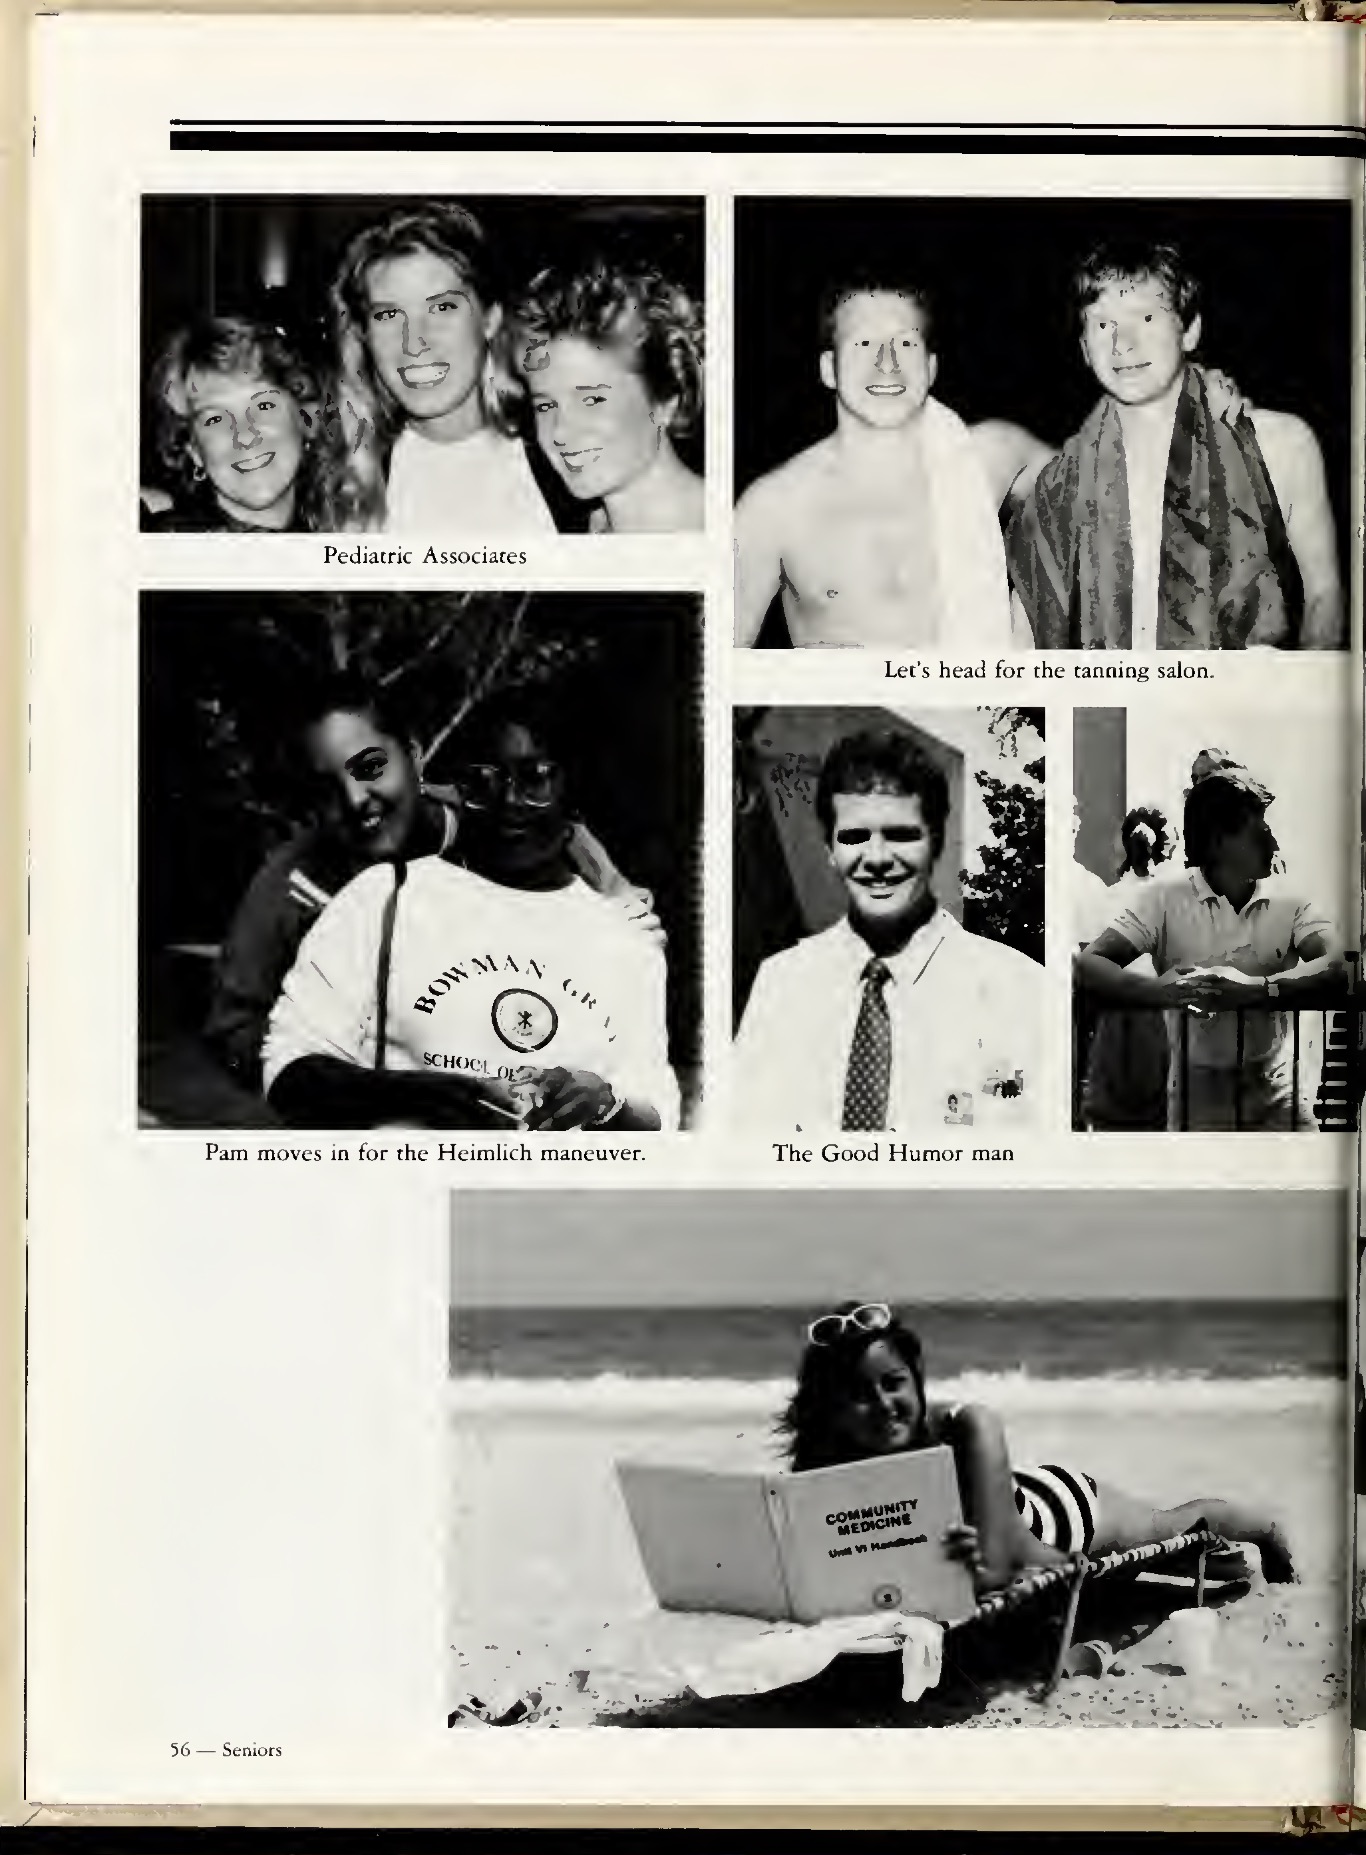 Pediatric Associates
Let's head for the tanning salon.
BOWMAN GR
SCHOOL OF
Pam moves in for the Heimlich maneuver.
The Good Humor man
COMMUNITY
MEDICINE
Unit VI Handbook
56 — Seniors